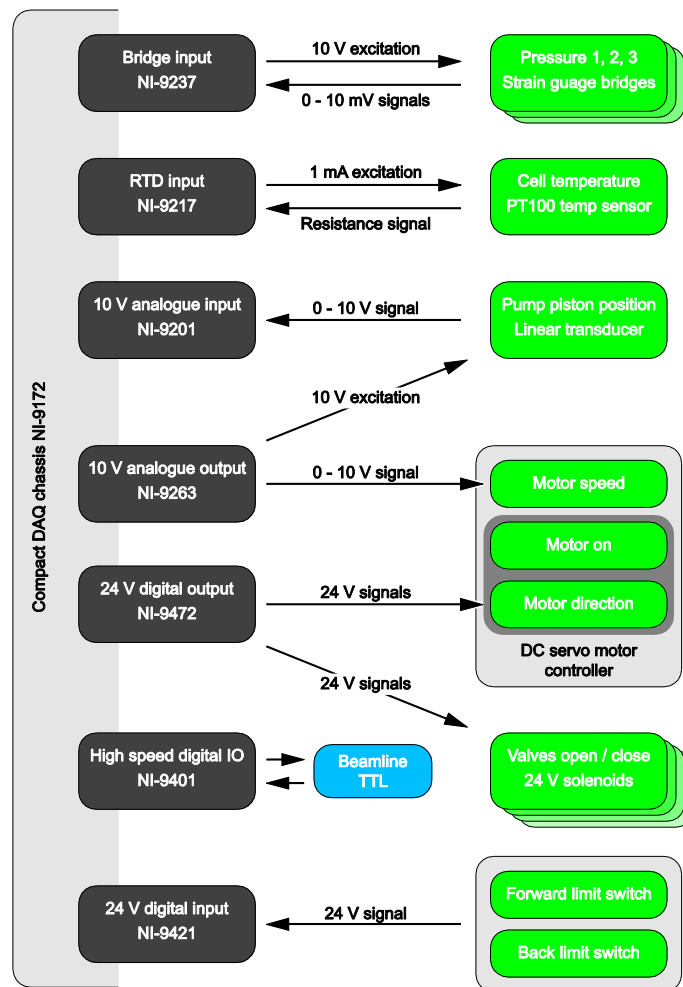 Compact DAQ chassis NI-9172
Bridge input
NI-9237
10 V excitation
0 - 10 mV signals
Pressure 1, 2, 3
Strain guage bridges
RTD input
NI-9217
1 mA excitation
Resistance signal
Cell temperature
PT100 temp sensor
10 V analogue input
NI-9201
0 - 10 V signal
Pump piston position
Linear transducer
10 V excitation
10 V analogue output
NI-9263
0 - 10 V signal
Motor speed
Motor on
24 V digital output
NI-9472
24 V signals
Motor direction
DC servo motor
controller
24 V signals
High speed digital IO
NI-9401
Beamline
TTL
Valves open / close
24 V solenoids
24 V digital input
NI-9421
24 V signal
Forward limit switch
Back limit switch